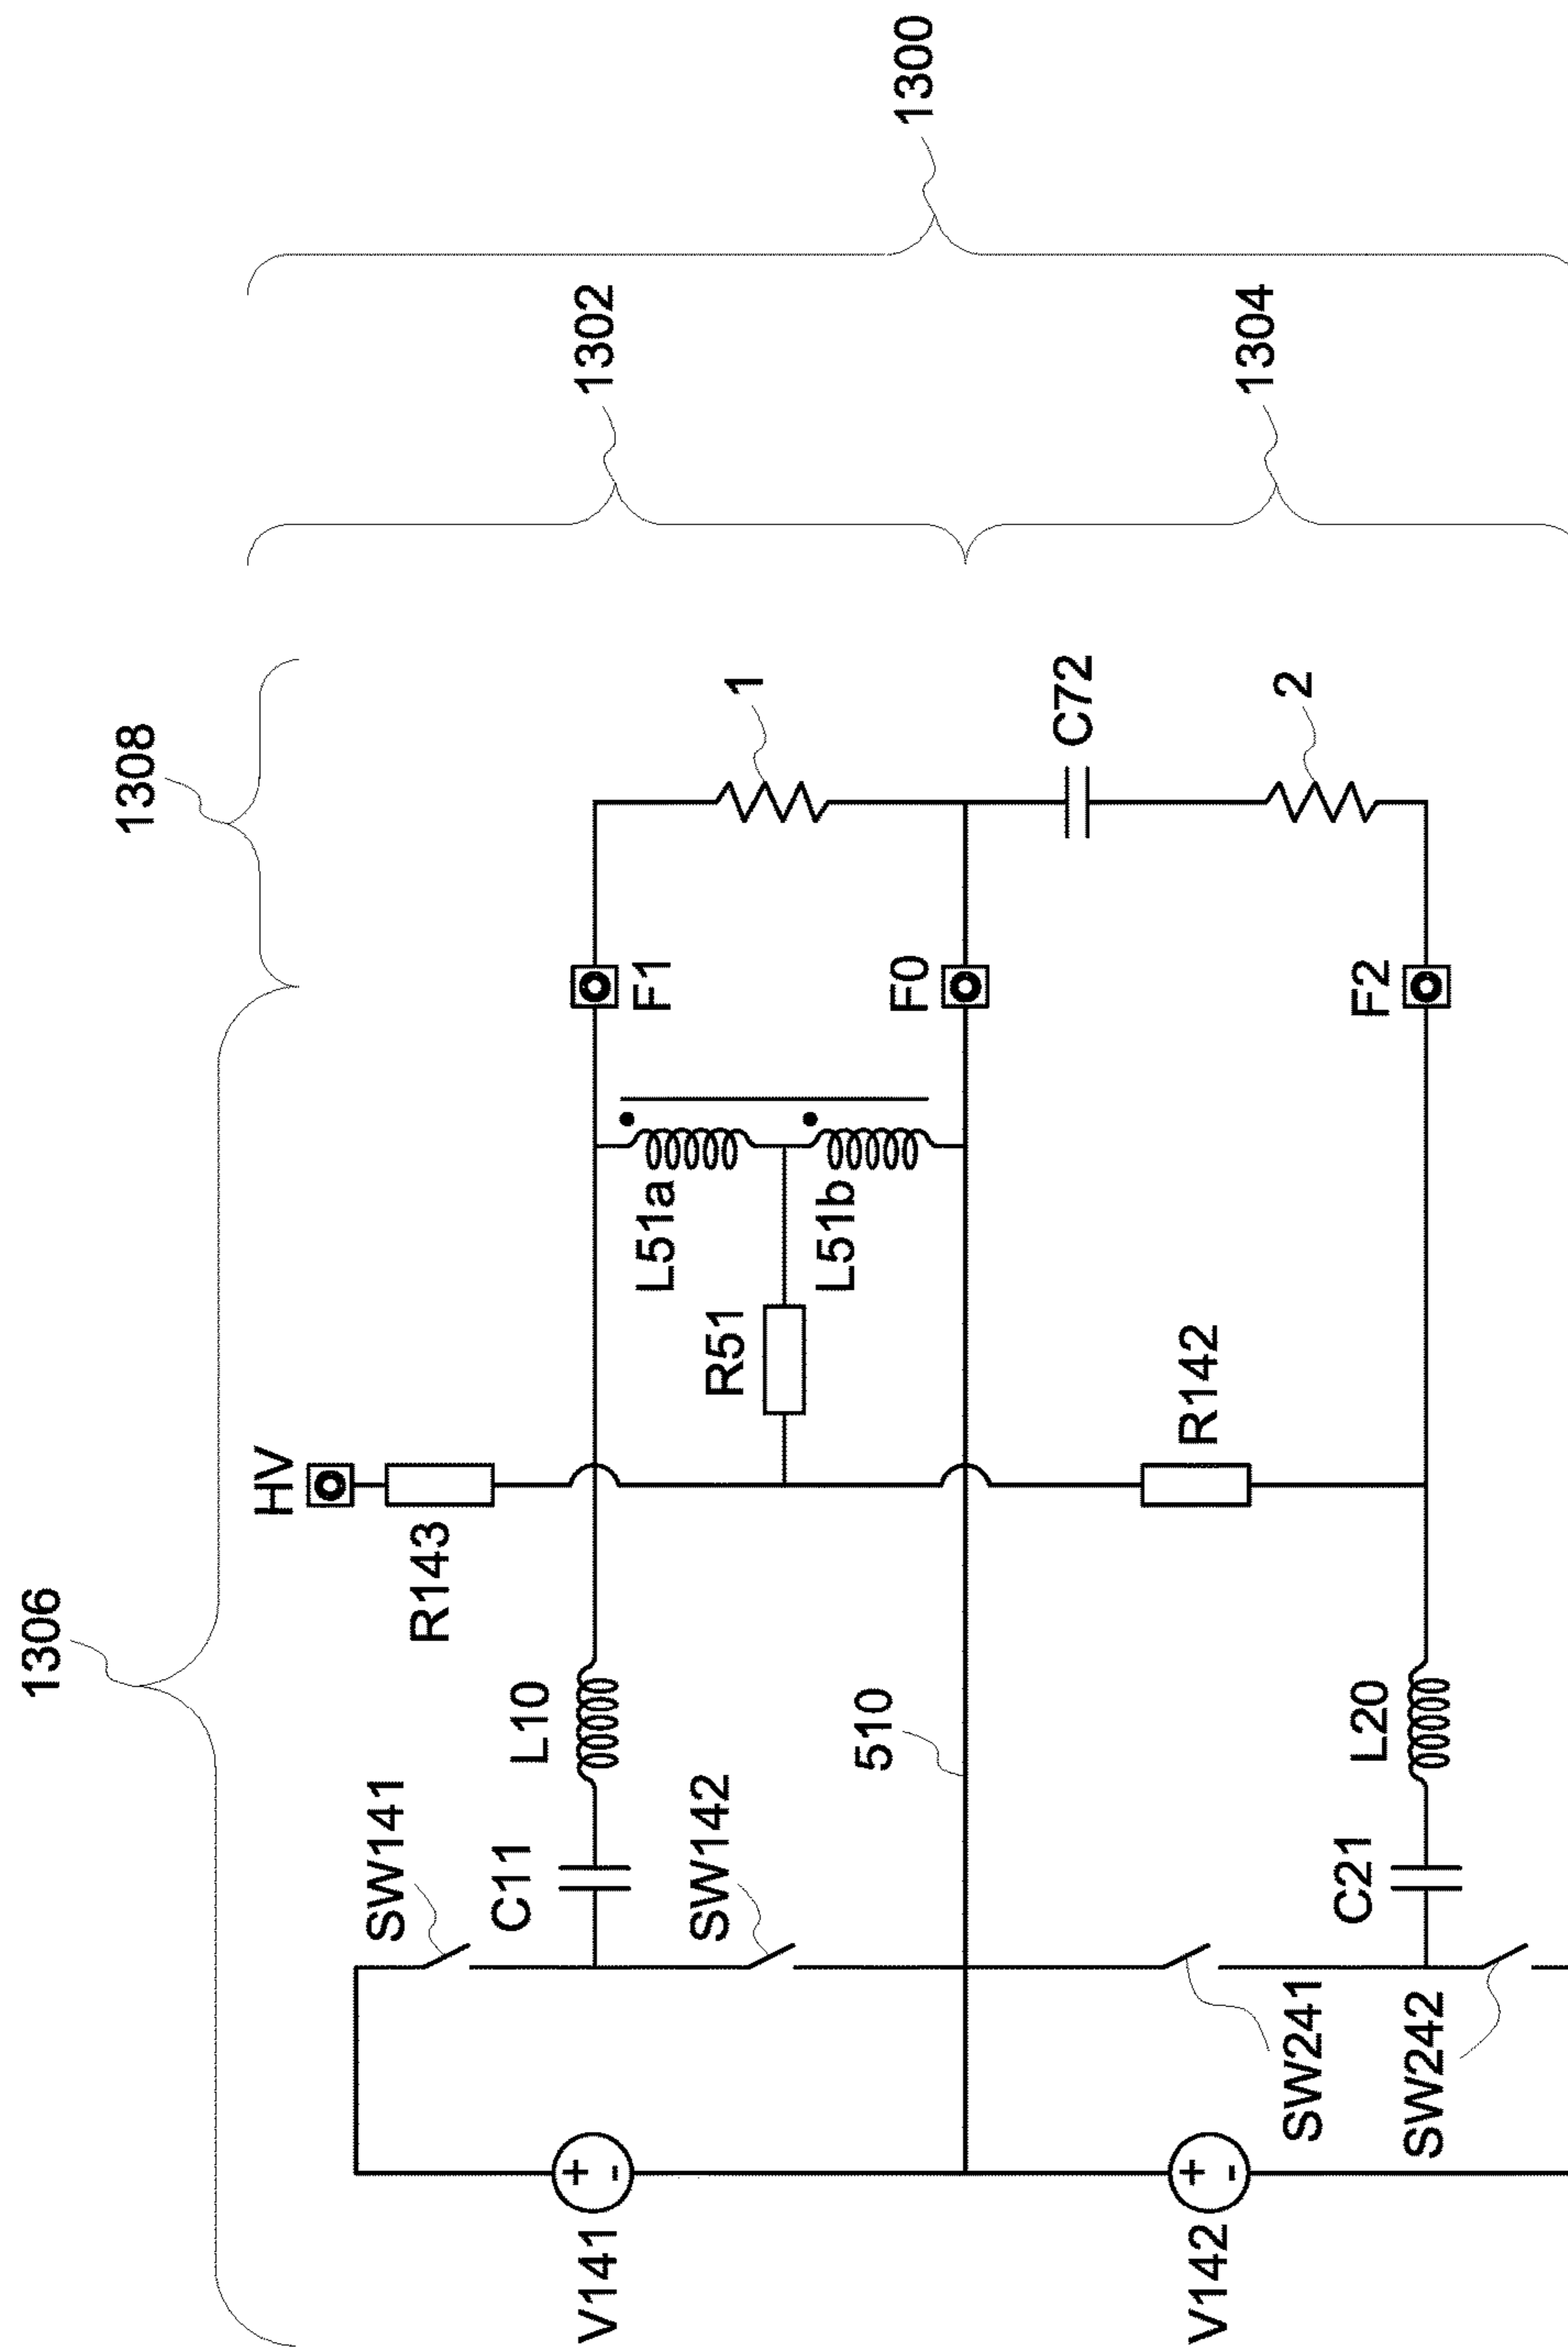 1306
1308
HV
SW141
R143
C11
L10
1302
V141
+
-
L51a
F1
SW142
R51
1
L51b
510
F0
1300
C72
V142
+
-
R142
1304
2
SW241
C21
L20
F2
SW242